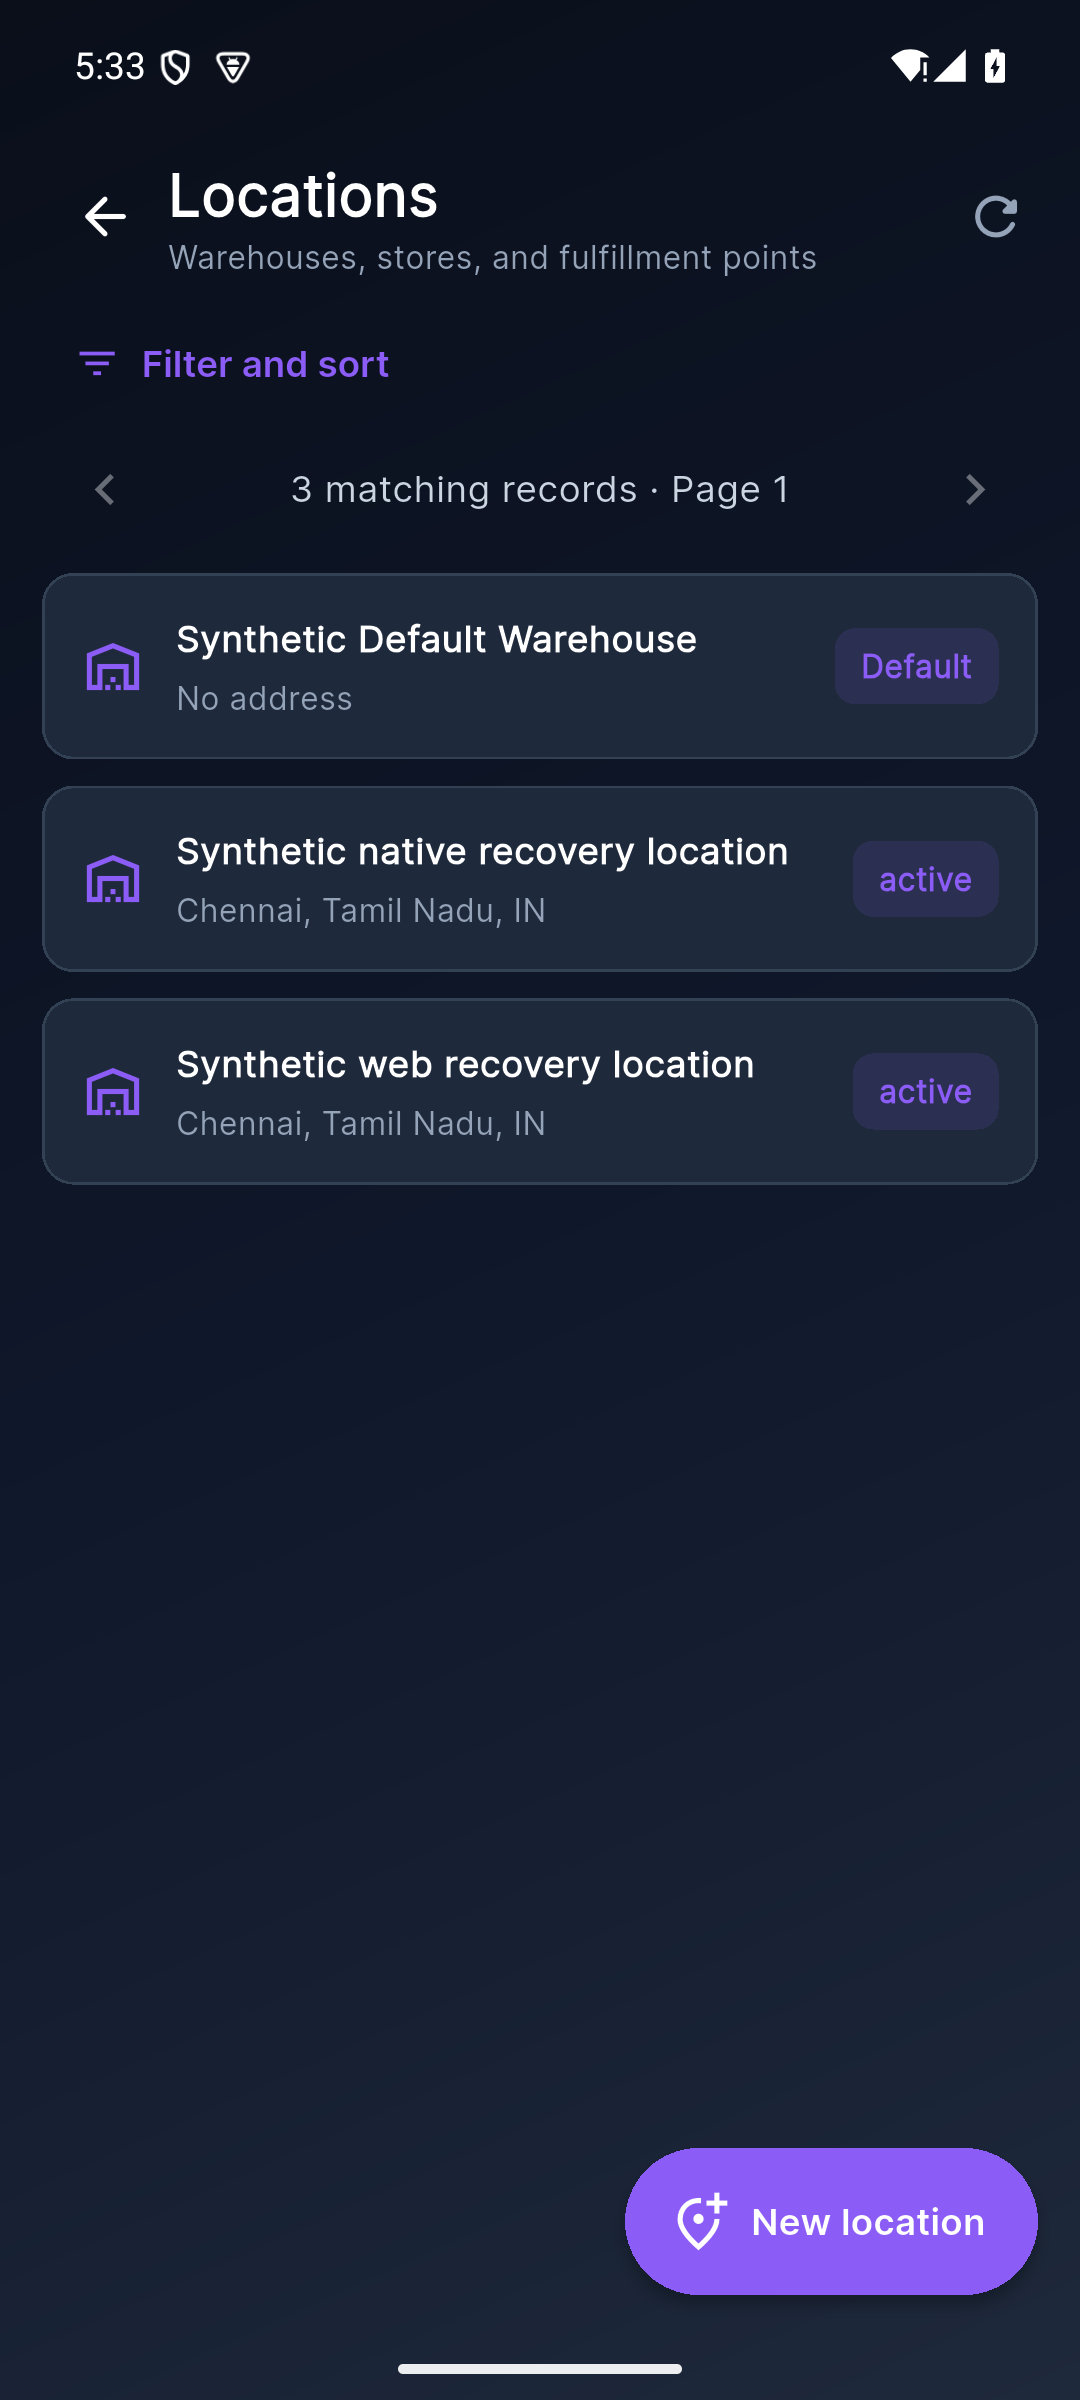 5:33
Locations
Warehouses, stores, and fulfillment points
Filter and sort
3 matching records · Page 1
Synthetic Default Warehouse
No address
Default
Synthetic native recovery location
Chennai, Tamil Nadu, IN
active
Synthetic web recovery location
Chennai, Tamil Nadu, IN
active
New location